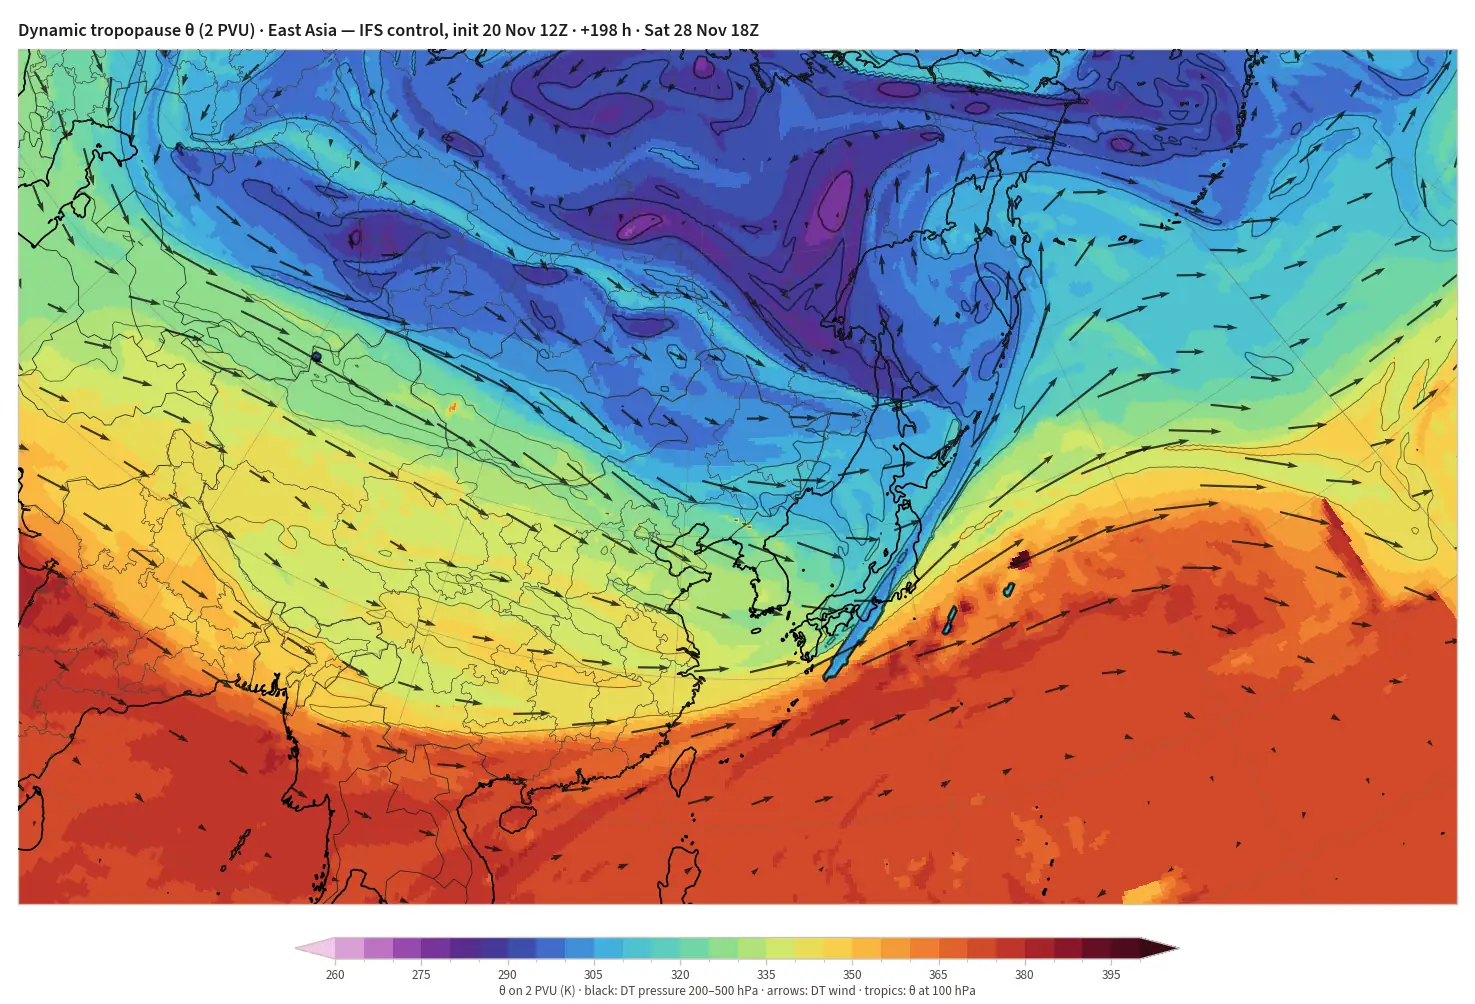 Dynamic tropopause θ (2 PVU) · East Asia — IFS control, init 20 Nov 12Z · +198 h · Sat 28 Nov 18Z
260 275 290 305 320 335 350 365 380 395
θ on 2 PVU (K) · black: DT pressure 200–500 hPa · arrows: DT wind · tropics: θ at 100 hPa